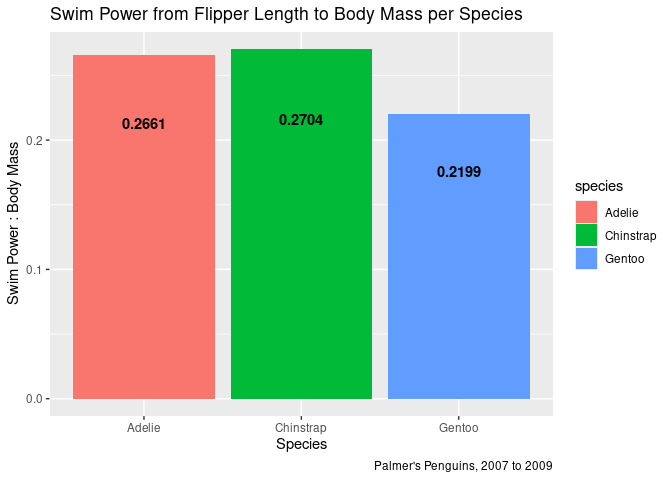 Swim Power from Flipper Length to Body Mass per Species
Swim Power : Body Mass
0.2
0.1
0.0
0.2661
0.2704
0.2199
Adelie
Chinstrap
Gentoo
Species
species
Adelie
Chinstrap
Gentoo
Palmer's Penguins, 2007 to 2009